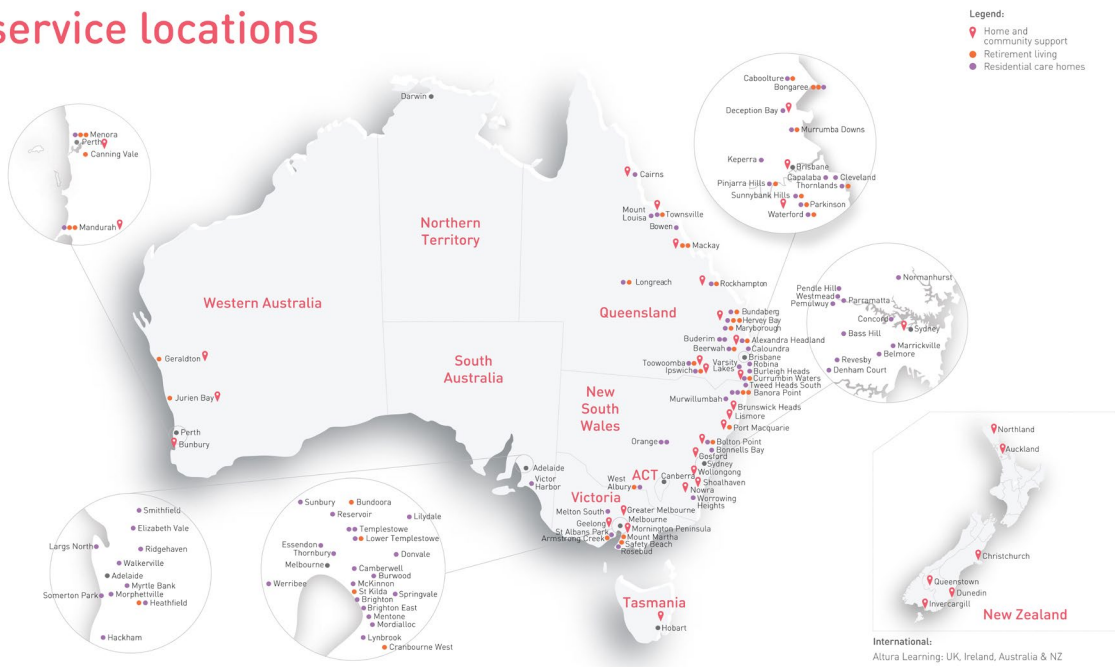 service locations
Legend:
Home and
community support
Retirement living
Residential care homes
Darwin
Menora
Perth
Canning Vale
Mandurah
Caboolture
Bongaree
Deception Bay
Murrumba Downs
Keperra
Brisbane
Capalaba
Cleveland
Pinjarra Hills
Thornlands
Sunnybank Hills
Parkinson
Waterford
Cairns
Mount
Louisa
Townsville
Bowen
Mackay
Northern
Territory
Western Australia
Longreach
Rockhampton
Queensland
Bundaberg
Hervey Bay
Maryborough
Buderim
Alexandra Headland
Beerwah
Caloundra
Brisbane
Toowoomba
Varsity
Lakes
Robina
Ipswich
Burleigh Heads
Currumbin Waters
Tweed Heads South
Banora Point
Murwillumbah
Brunswick Heads
Lismore
Port Macquarie
South
Australia
New
South
Wales
Normanhurst
Pendle Hill
Westmead
Parramatta
Pemulwuy
Concord
Sydney
Bass Hill
Marrickville
Belmore
Revesby
Denham Court
Geraldton
Jurien Bay
Perth
Bunbury
Orange
Bolton Point
Bonnells Bay
Gosford
Sydney
Wollongong
ACT
Canberra
Shoalhaven
Nowra
Worrowing
Heights
West
Albury
Adelaide
Victor
Harbor
Victoria
Melton South
Greater Melbourne
Geelong
Melbourne
St Albans Park
Mornington Peninsula
Armstrong Creek
Mount Martha
Safety Beach
Rosebud
Tasmania
Hobart
Smithfield
Elizabeth Vale
Largs North
Ridgehaven
Walkerville
Adelaide
Myrtle Bank
Somerton Park
Morphettville
Heathfield
Hackham
Sunbury
Bundoora
Reservoir
Lilydale
Templestowe
Lower Templestowe
Essendon
Thornbury
Donvale
Melbourne
Camberwell
Burwood
Werribee
McKinnon
St Kilda
Springvale
Brighton
Brighton East
Mentone
Mordialloc
Lynbrook
Cranbourne West
Northland
Auckland
Christchurch
Queenstown
Dunedin
Invercargill
New Zealand
International:
Altura Learning: UK, Ireland, Australia & NZ